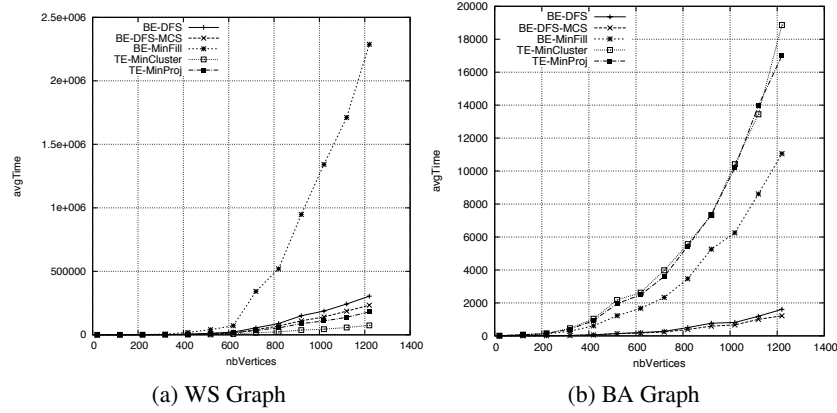 2.5e+006
2e+006
1.5e+006
1e+006
500000
0
avgTime
BE-DFS
BE-DFS-MCS
BE-MinFill
TE-MinCluster
TE-MinProj
0 200 400 600 800 1000 1200 1400
nbVertices
(a) WS Graph
20000
18000
16000
14000
12000
10000
8000
6000
4000
2000
0
avgTime
BE-DFS
BE-DFS-MCS
BE-MinFill
TE-MinCluster
TE-MinProj
0 200 400 600 800 1000 1200 1400
nbVertices
(b) BA Graph